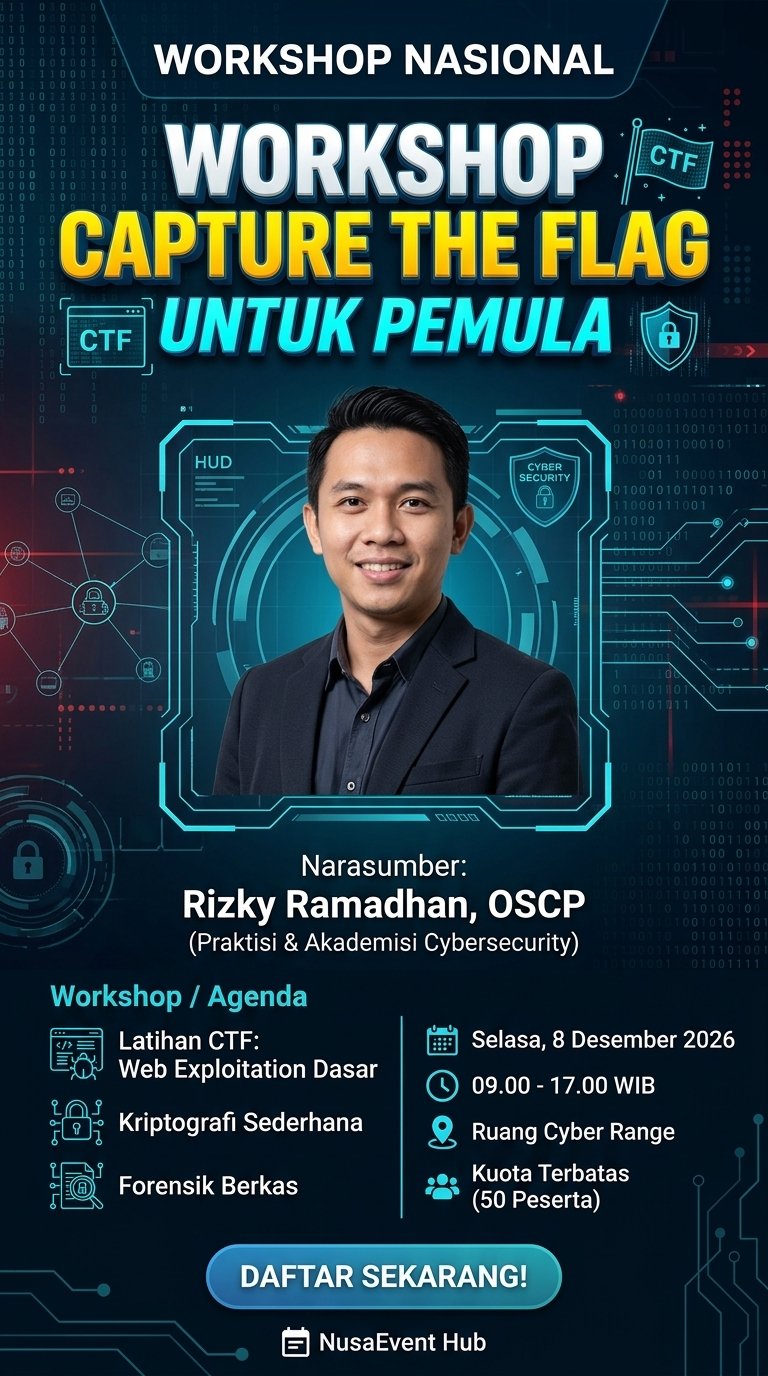 WORKSHOP NASIONAL
WORKSHOP
CAPTURE THE FLAG
UNTUK PEMULA
CTF
CTF
HUD
CYBER
SECURITY
Narasumber:
Rizky Ramadhan, OSCP
(Praktisi & Akademisi Cybersecurity)
Workshop / Agenda
Latihan CTF:
Web Exploitation Dasar
Kriptografi Sederhana
Forensik Berkas
Selasa, 8 Desember 2026
09.00 - 17.00 WIB
Ruang Cyber Range
Kuota Terbatas
(50 Peserta)
DAFTAR SEKARANG!
NusaEvent Hub